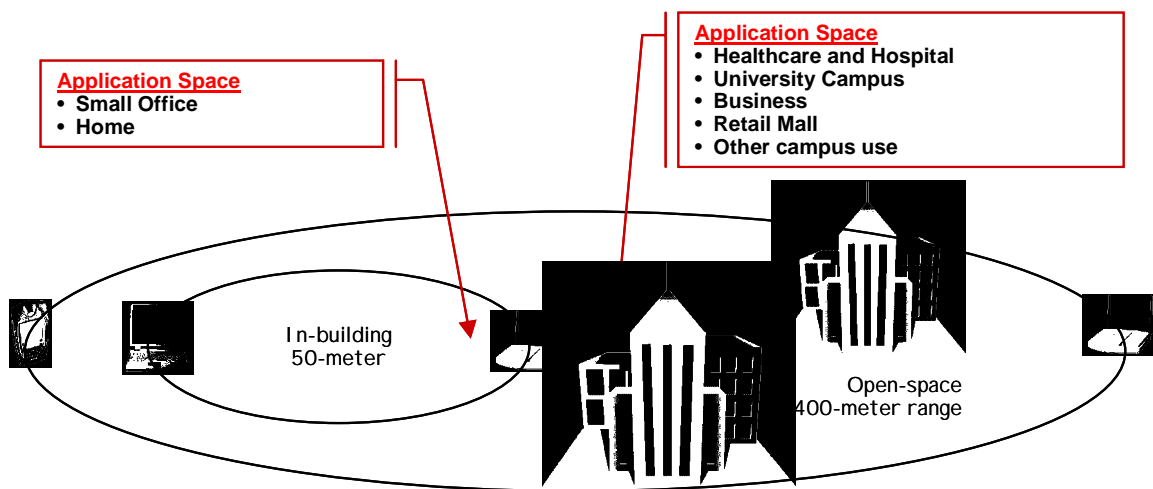 Application Space
• Small Office
• Home
Application Space
• Healthcare and Hospital
• University Campus
• Business
• Retail Mall
• Other campus use
In-building
50-meter
Open-space
400-meter range